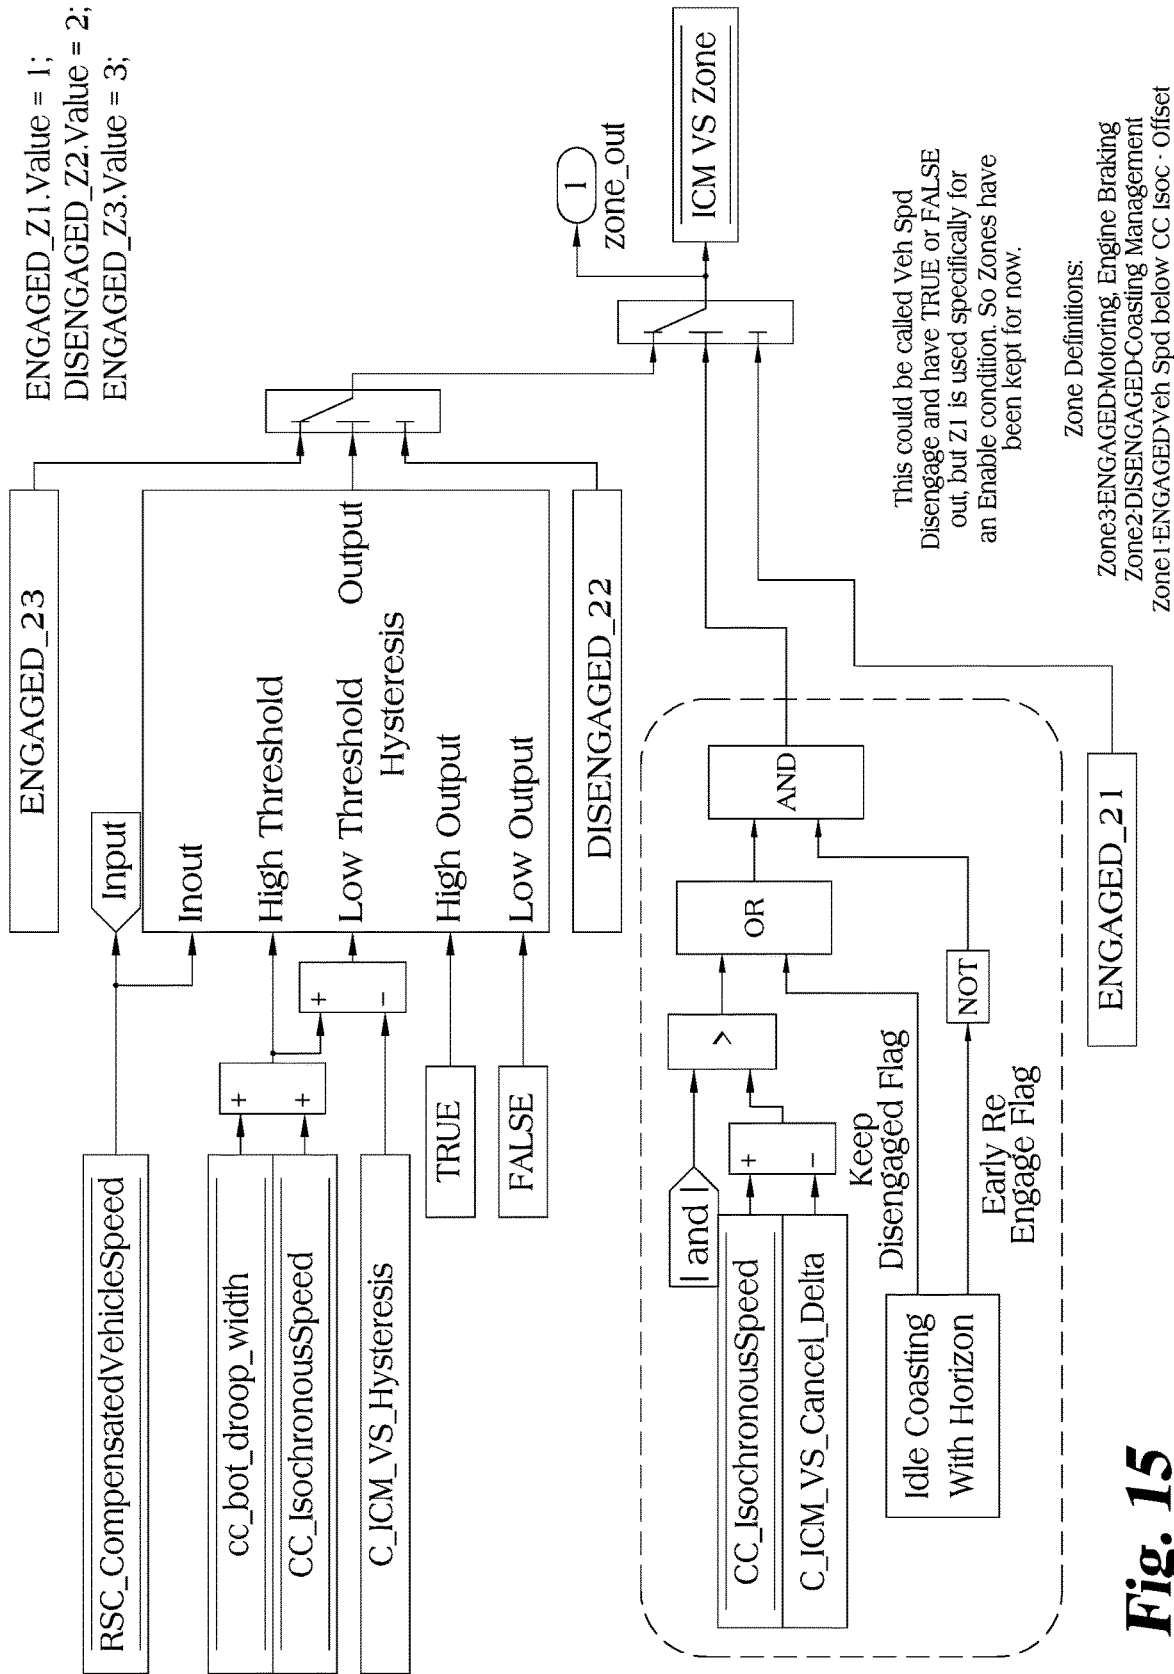 ENGAGED_Z1.Value = 1;
DISENGAGED_Z2.Value = 2;
ENGAGED_Z3.Value = 3;
ENGAGED_23
RSC_CompensatedVehicleSpeed
Input
Inout
cc_bot_droop_width
CC_IsochronousSpeed
+
+
High Threshold
C_ICM_VS_Hysteresis
+
-
Low Threshold
Output
Hysteresis
TRUE
High Output
FALSE
Low Output
DISENGAGED_22
1
zone_out
ICM VS Zone
| and |
CC_IsochronousSpeed
C_ICM_VS_Cancel_Delta
+
-
>
OR
AND
Keep
Disengaged Flag
Idle Coasting
With Horizon
Early Re
Engage Flag
NOT
ENGAGED_21
This could be called Veh Spd
Disengage and have TRUE or FALSE
out, but Z1 is used specifically for
an Enable condition. So Zones have
been kept for now.
Zone Definitions:
Zone3-ENGAGED-Motoring, Engine Braking
Zone2-DISENGAGED-Coasting Management
Zone1-ENGAGED-Veh Spd below CC Isoc - Offset
Fig. 15